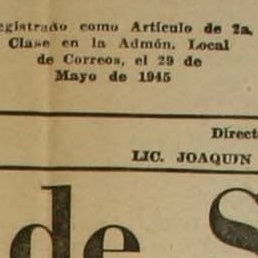 egistrado como Artículo de 2a.
Clase en la Admón. Local
de Correos, el 29 de
Mayo de 1945
Direct
LIC. JOAQUIN
de S